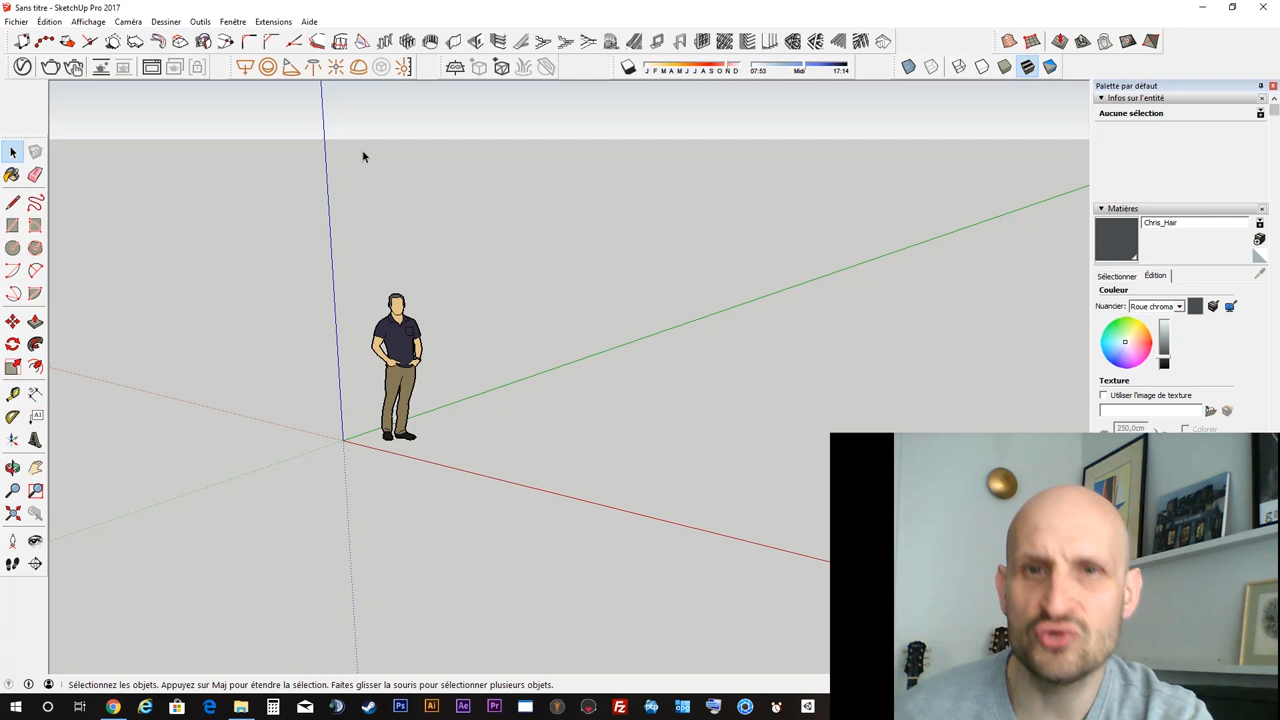 Sans titre - SketchUp Pro 2017
Fichier Édition Affichage Caméra Dessiner Outils Fenêtre Extensions Aide
J F M A M J J A S O N D 07:53 Midi 17:14
Palette par défaut
Infos sur l'entité
Aucune sélection
Matières
Chris_Hair
Sélectionner Édition
Couleur
Nuancier: Roue chroma
Texture
Utiliser l'image de texture
250,0cm Colorier
Sélectionnez les objets. Appuyez sur Maj pour étendre la sélection. Faites glisser la souris pour sélectionner plusieurs objets.